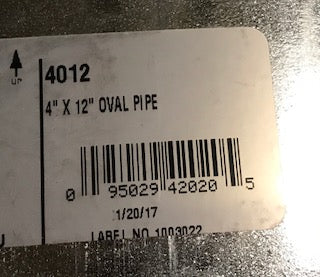 UP
4012
4" X 12" OVAL PIPE
0 95029 42020 5
1/20/17
LABEL NO 1003022